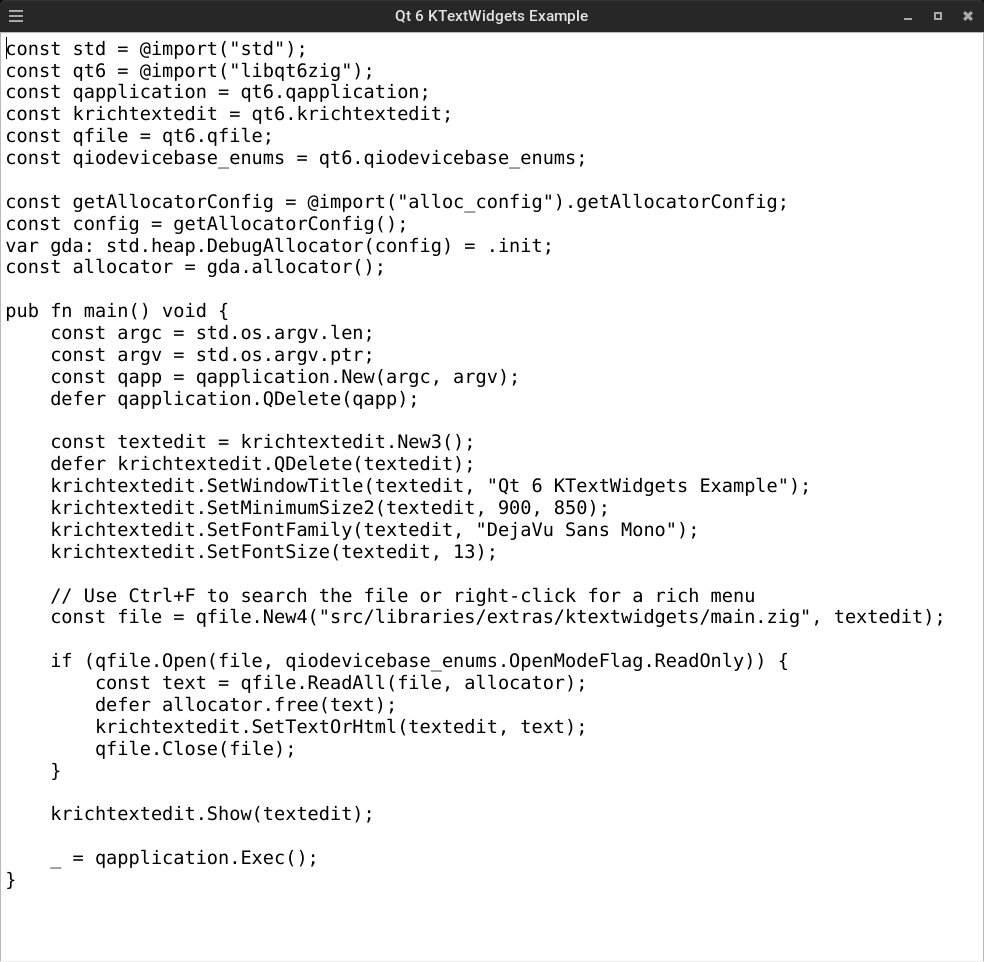 Qt 6 KTextWidgets Example
const std = @import("std");
const qt6 = @import("libqt6zig");
const qapplication = qt6.qapplication;
const krichtextedit = qt6.krichtextedit;
const qfile = qt6.qfile;
const qiodevicebase_enums = qt6.qiodevicebase_enums;

const getAllocatorConfig = @import("alloc_config").getAllocatorConfig;
const config = getAllocatorConfig();
var gda: std.heap.DebugAllocator(config) = .init;
const allocator = gda.allocator();

pub fn main() void {
    const argc = std.os.argv.len;
    const argv = std.os.argv.ptr;
    const qapp = qapplication.New(argc, argv);
    defer qapplication.QDelete(qapp);

    const textedit = krichtextedit.New3();
    defer krichtextedit.QDelete(textedit);
    krichtextedit.SetWindowTitle(textedit, "Qt 6 KTextWidgets Example");
    krichtextedit.SetMinimumSize2(textedit, 900, 850);
    krichtextedit.SetFontFamily(textedit, "DejaVu Sans Mono");
    krichtextedit.SetFontSize(textedit, 13);

    // Use Ctrl+F to search the file or right-click for a rich menu
    const file = qfile.New4("src/libraries/extras/ktextwidgets/main.zig", textedit);

    if (qfile.Open(file, qiodevicebase_enums.OpenModeFlag.ReadOnly)) {
        const text = qfile.ReadAll(file, allocator);
        defer allocator.free(text);
        krichtextedit.SetTextOrHtml(textedit, text);
        qfile.Close(file);
    }

    krichtextedit.Show(textedit);

    _ = qapplication.Exec();
}